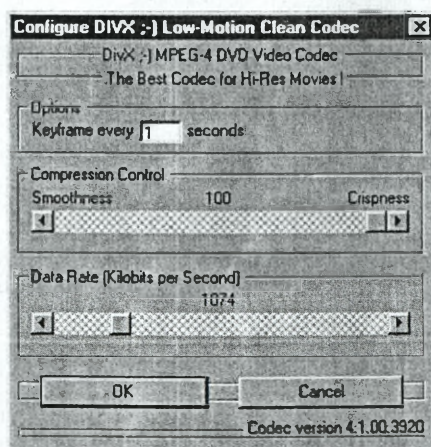 Configure DIVX ;-) Low-Motion Clean Codec
DivX ;-) MPEG-4 DVD Video Codec
.The Best Codec for Hi-Res Movies !
Options
Keyframe every 1 seconds
Compression Control
Smoothness 100 Crispness
Data Rate (Kilobits per Second)
1074
OK Cancel
Codec version 4.1.00.3920